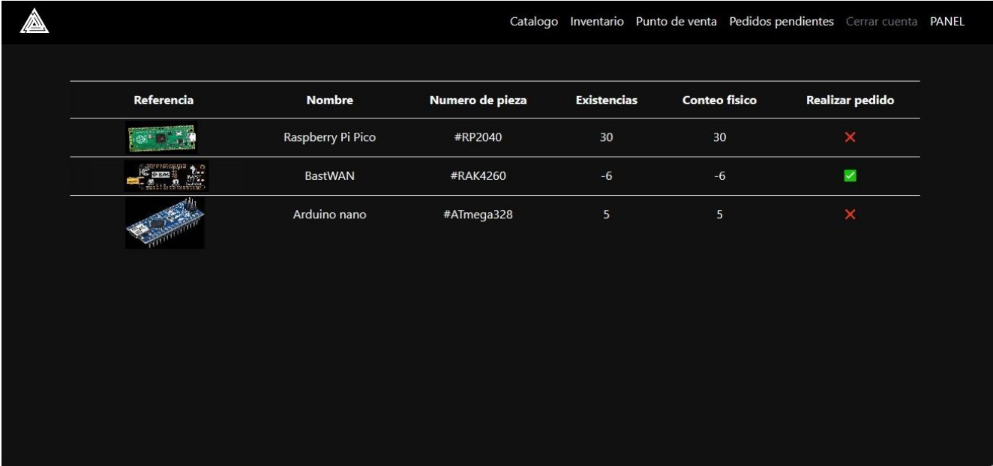 Catalogo Inventario Punto de venta Pedidos pendientes Cerrar cuenta PANEL
Referencia Nombre Numero de pieza Existencias Conteo fisico Realizar pedido
Raspberry Pi Pico #RP2040 30 30 ❌
BastWAN #RAK4260 -6 -6 ✅
Arduino nano #ATmega328 5 5 ❌